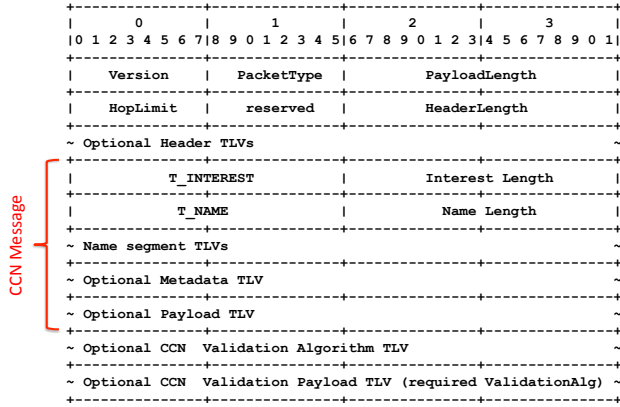 +---------------+---------------+---------------+---------------+
|       0       |       1       |       2       |       3       |
|0 1 2 3 4 5 6 7|8 9 0 1 2 3 4 5|6 7 8 9 0 1 2 3|4 5 6 7 8 9 0 1|
+---------------+---------------+---------------+---------------+
|    Version    |   PacketType  |         PayloadLength         |
+---------------+---------------+---------------+---------------+
|    HopLimit   |    reserved   |         HeaderLength          |
+---------------+---------------+---------------+---------------+
~ Optional Header TLVs                                          ~
+---------------+---------------+---------------+---------------+
|           T_INTEREST          |         Interest Length       |
+---------------+---------------+---------------+---------------+
|            T_NAME             |           Name Length         |
+---------------+---------------+---------------+---------------+
~ Name segment TLVs                                             ~
+---------------+---------------+---------------+---------------+
~ Optional Metadata TLV                                         ~
+---------------+---------------+---------------+---------------+
~ Optional Payload TLV                                          ~
+---------------+---------------+---------------+---------------+
~ Optional CCN  Validation Algorithm TLV                        ~
+---------------+---------------+---------------+---------------+
~ Optional CCN  Validation Payload TLV (required ValidationAlg) ~
+---------------+---------------+---------------+---------------+
CCN Message